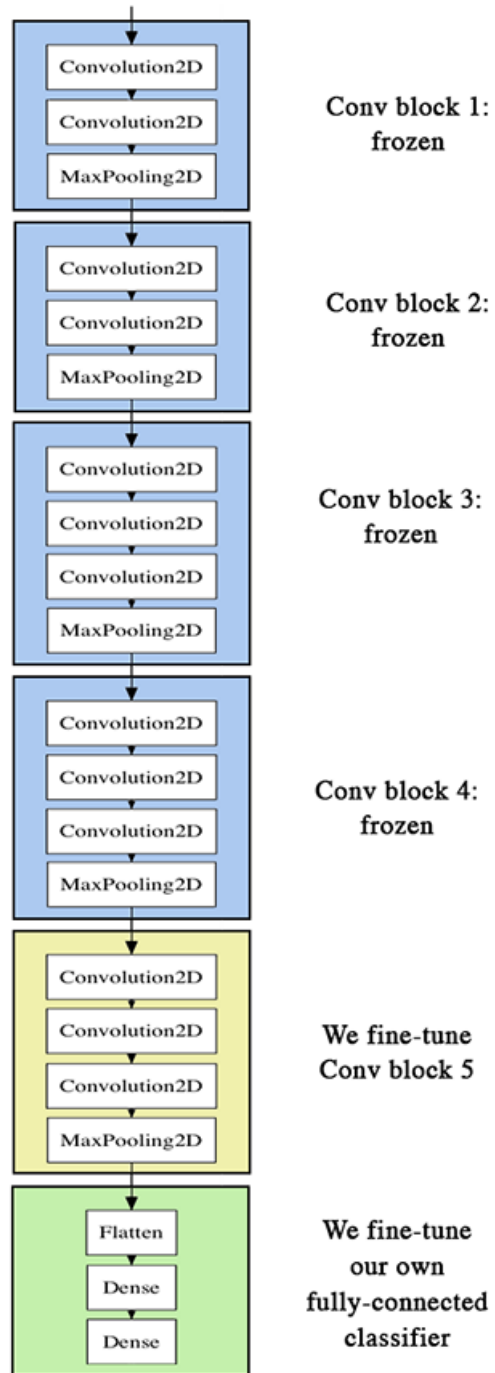 Convolution2D
Convolution2D
MaxPooling2D
Conv block 1:
frozen
Convolution2D
Convolution2D
MaxPooling2D
Conv block 2:
frozen
Convolution2D
Convolution2D
Convolution2D
MaxPooling2D
Conv block 3:
frozen
Convolution2D
Convolution2D
Convolution2D
MaxPooling2D
Conv block 4:
frozen
Convolution2D
Convolution2D
Convolution2D
MaxPooling2D
We fine-tune
Conv block 5
Flatten
Dense
Dense
We fine-tune
our own
fully-connected
classifier